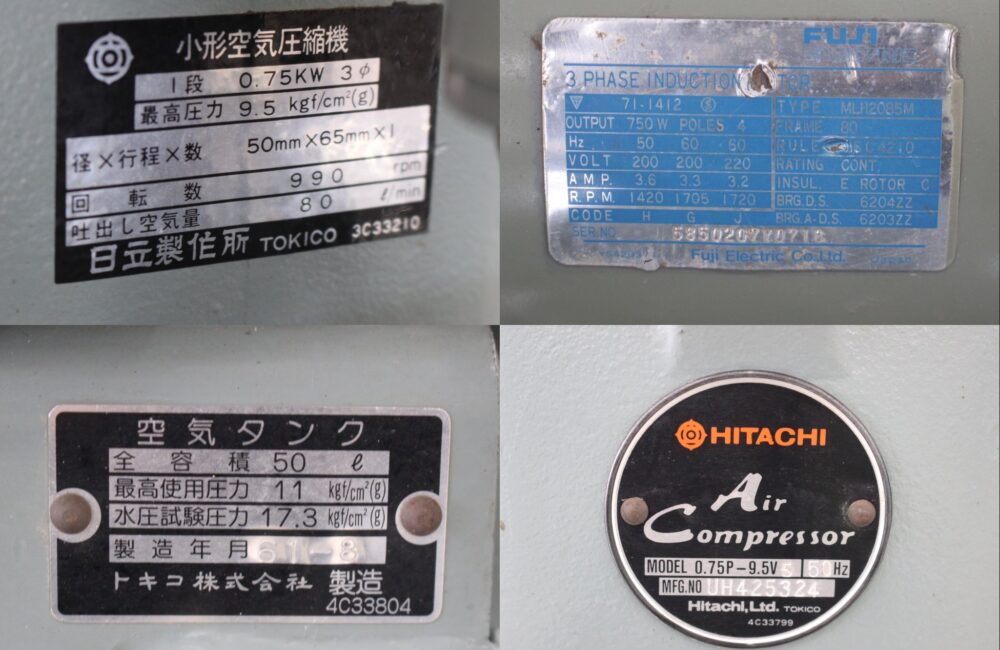 小形空気圧縮機
1段 0.75KW 3φ
最高圧力 9.5 kgf/cm²(g)
径×行程×数 50mm×65mm×1
回転数 990 rpm
吐出し空気量 80 ℓ/min
日立製作所 TOKICO 3C33210
FUJI
3 PHASE INDUCTION
71-1412 TYPE MLH2085M
OUTPUT 750 W POLES 4 FRAME 80
Hz 50 60 60 RULE
VOLT 200 200 220 RATING CONT.
AMP. 3.6 3.3 3.2 INSUL. E ROTOR C
R.P.M. 1420 1705 1720 BRG.D.S. 6204ZZ
CODE H G J BRG.A-D.S. 6203ZZ
SER.NO.
Fuji Electric Co.,Ltd. JAPAN
空気タンク
全容積 50 ℓ
最高使用圧力 11 kgf/cm²(g)
水圧試験圧力 17.3 kgf/cm²(g)
製造年月
トキコ株式会社 製造
4C33804
HITACHI
Air
Compressor
MODEL 0.75P-9.5V5 50Hz
MFG.NO UH425324
Hitachi,Ltd. TOKICO
4C33799